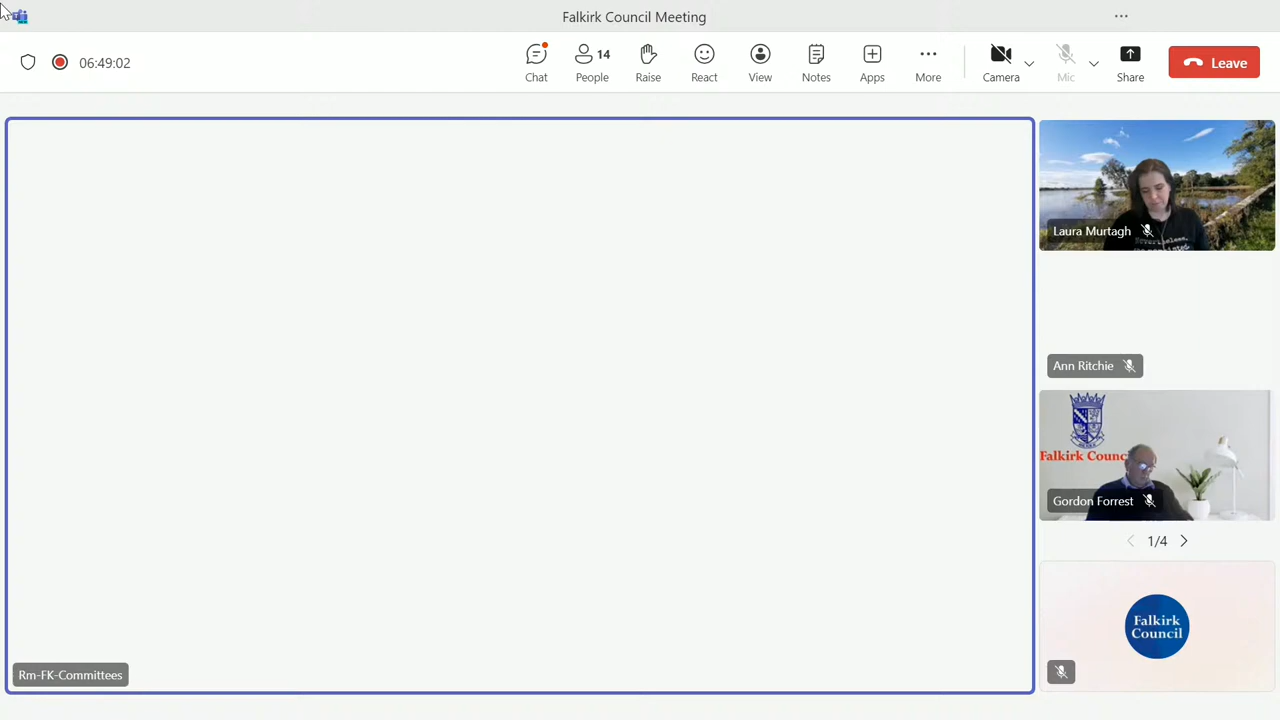 Falkirk Council Meeting
06:49:02
Chat
14
People
Raise
React
View
Notes
Apps
More
Camera
Mic
Share
Leave
Laura Murtagh
Ann Ritchie
Falkirk Counc
Gordon Forrest
1/4
Falkirk
Council
Rm-FK-Committees